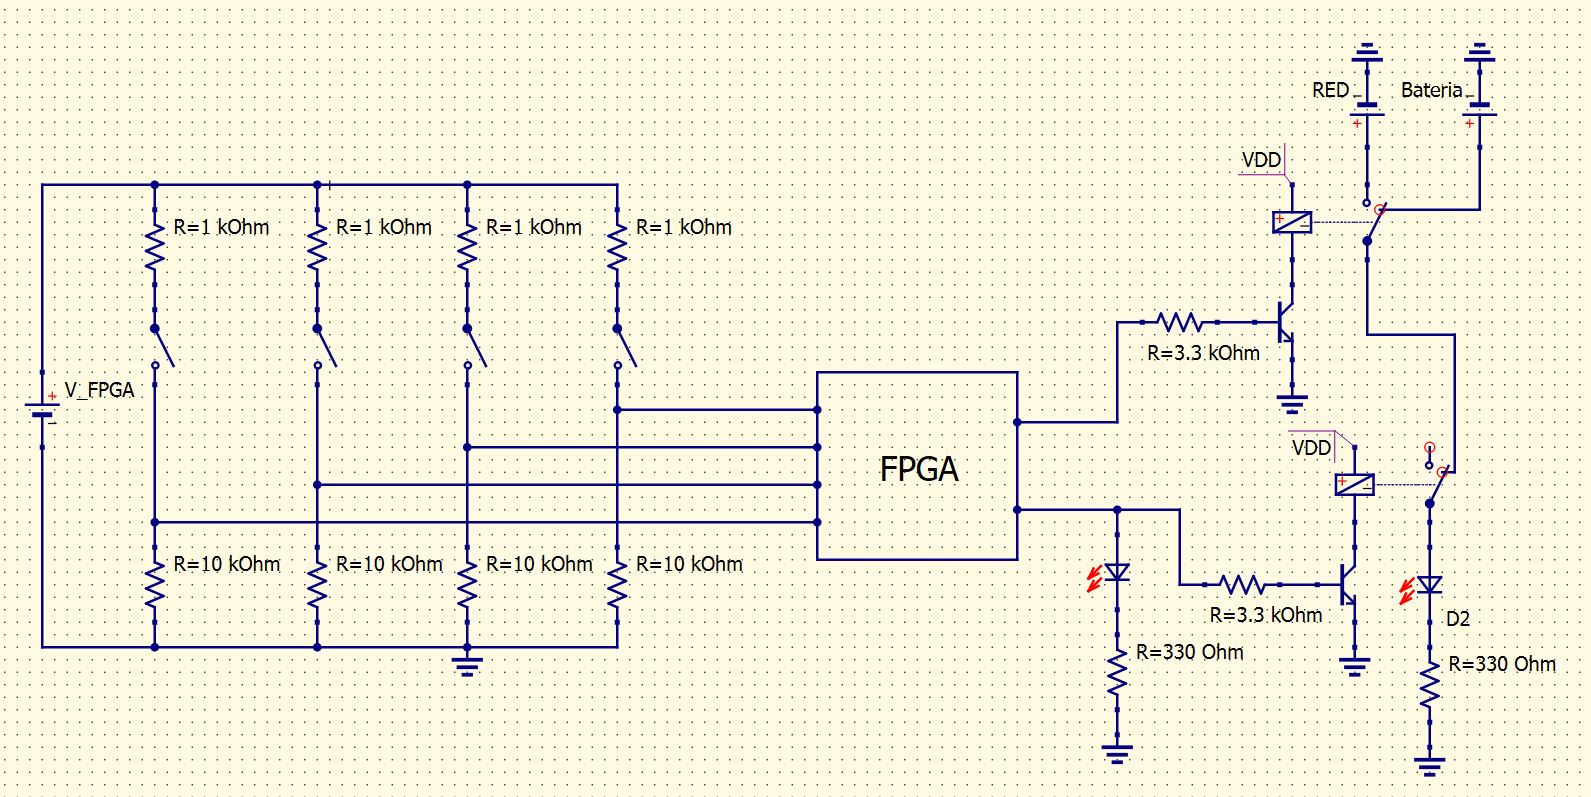 RED
Bateria
VDD
R=1 kOhm
R=1 kOhm
R=1 kOhm
R=1 kOhm
R=3.3 kOhm
V_FPGA
VDD
FPGA
R=10 kOhm
R=10 kOhm
R=10 kOhm
R=10 kOhm
R=3.3 kOhm
D2
R=330 Ohm
R=330 Ohm